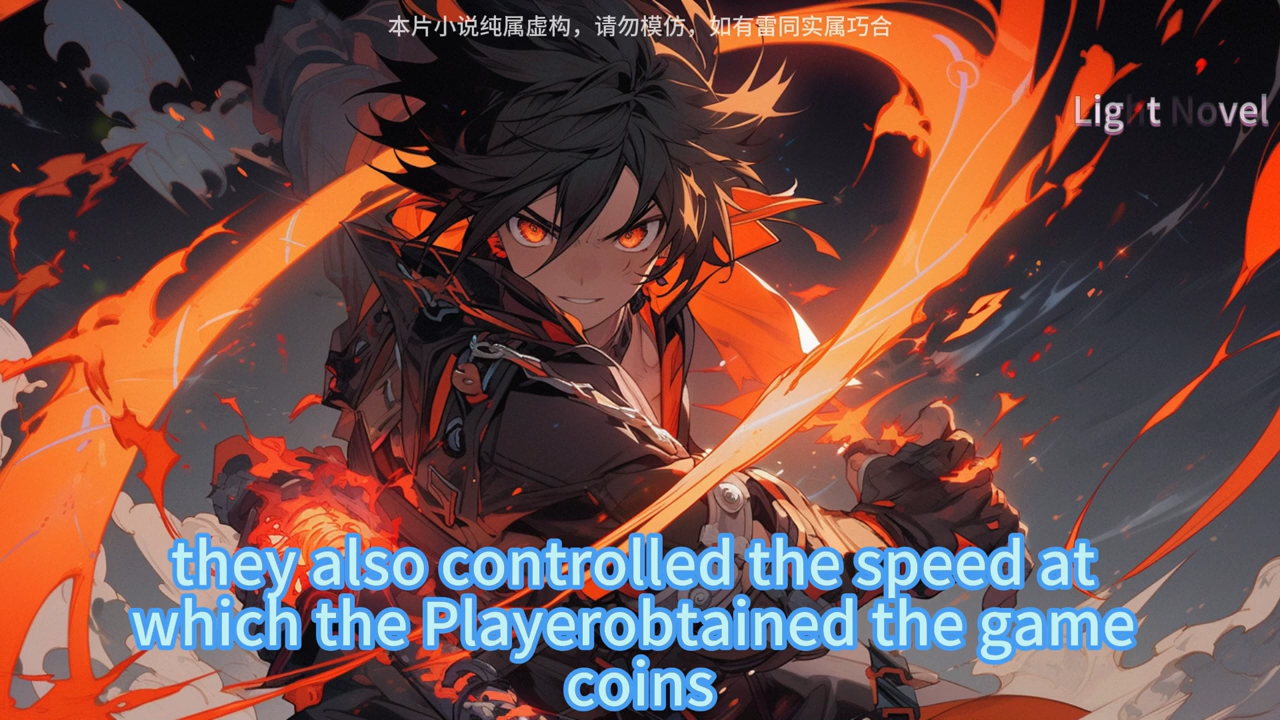 本片小说纯属虚构，请勿模仿，如有雷同实属巧合
Light Novel
they also controlled the speed at
which the Playerobtained the game
coins